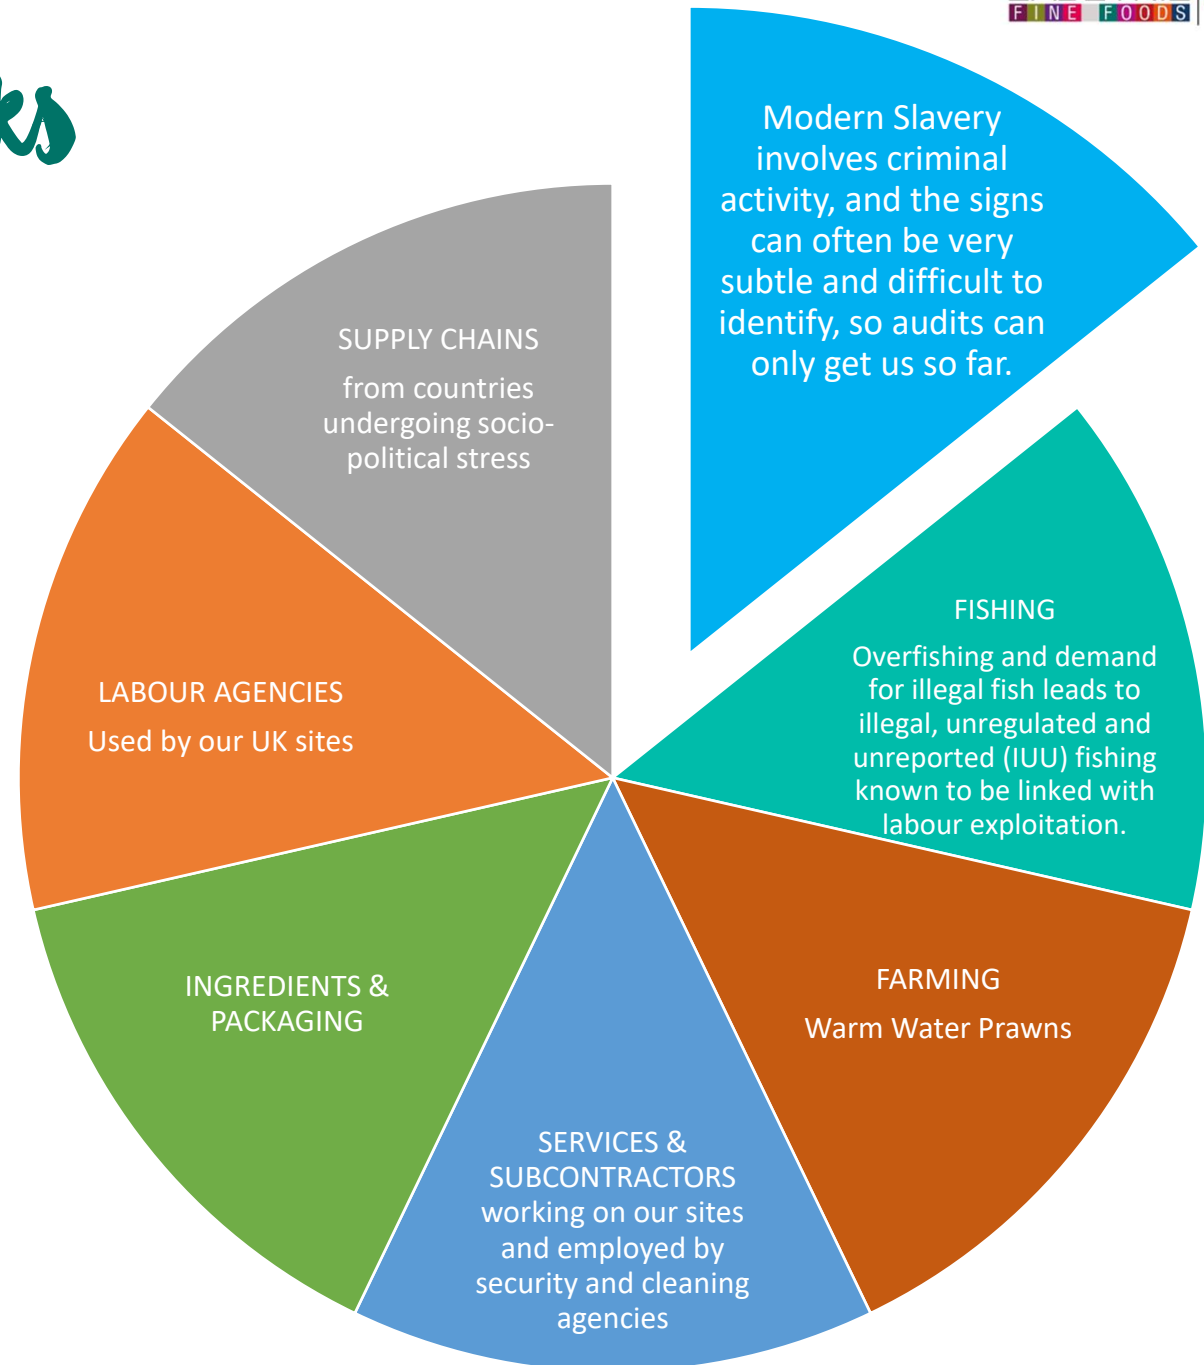 FINE FOODS
Modern Slavery
involves criminal
activity, and the signs
can often be very
subtle and difficult to
identify, so audits can
only get us so far.
SUPPLY CHAINS
from countries
undergoing socio-
political stress
FISHING
Overfishing and demand
for illegal fish leads to
illegal, unregulated and
unreported (IUU) fishing
known to be linked with
labour exploitation.
LABOUR AGENCIES
Used by our UK sites
FARMING
Warm Water Prawns
INGREDIENTS &
PACKAGING
SERVICES &
SUBCONTRACTORS
working on our sites
and employed by
security and cleaning
agencies